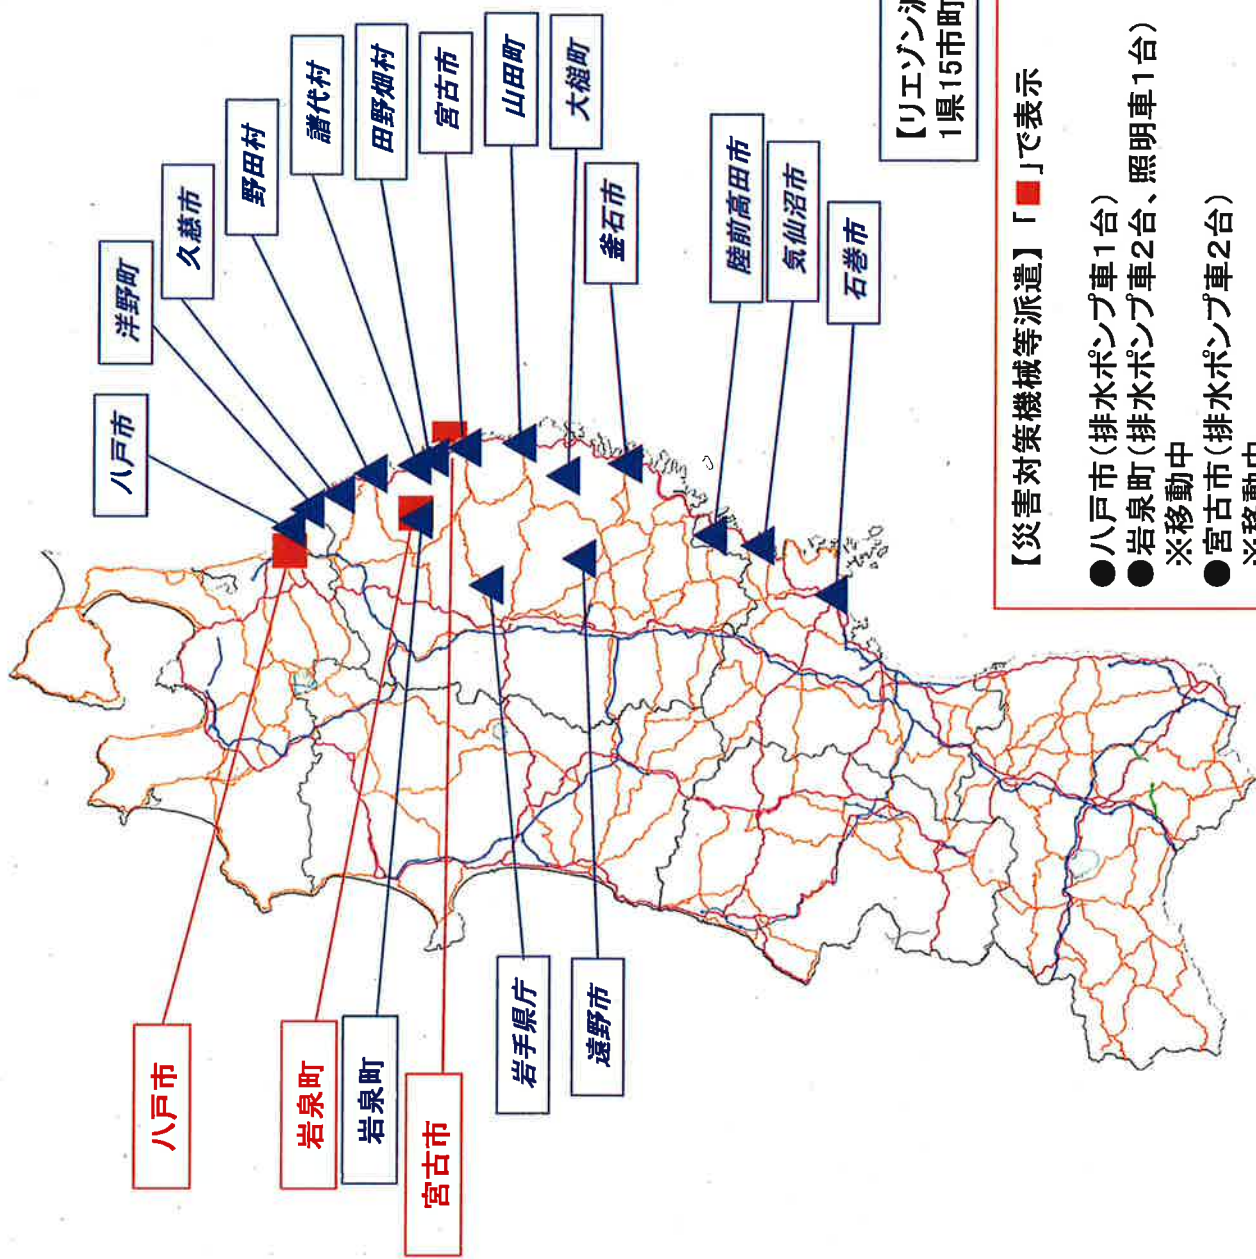 八戸市
洋野町
久慈市
野田村
譜代村
田野畑村
宮古市
山田町
大槌町
釜石市
陸前高田市
気仙沼市
石巻市
八戸市
岩泉町
岩泉町
宮古市
岩手県庁
遠野市
【リエゾン派
1県15市町
【災害対策機械等派遣】「■」で表示
●八戸市(排水ポンプ車1台)
●岩泉町(排水ポンプ車2台、照明車1台)
※移動中
●宮古市(排水ポンプ車2台)
※移動中